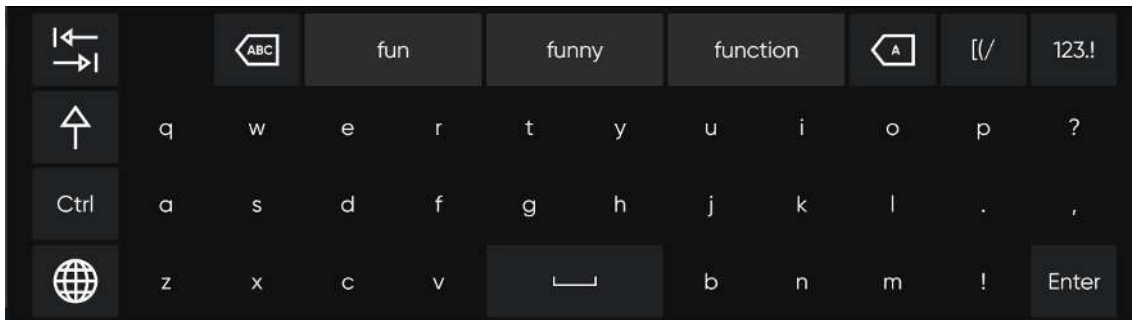 ABC fun funny function A [(/ 123.!
q w e r t y u i o p ?
Ctrl a s d f g h j k l . ,
z x c v b n m ! Enter